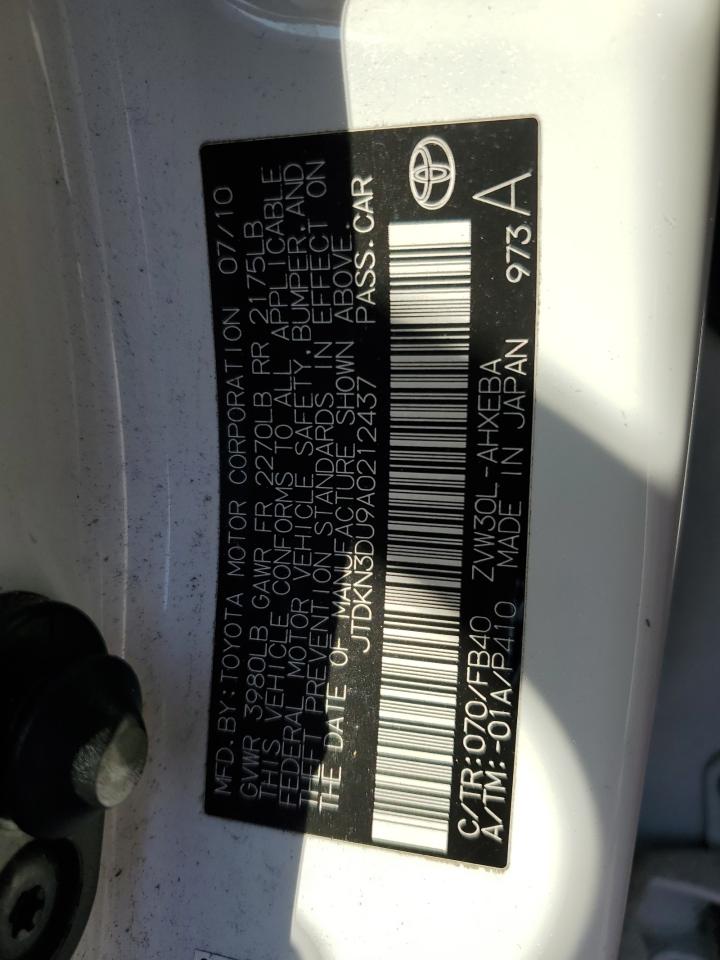 MFD. BY: TOYOTA MOTOR CORPORATION 07/10
GVWR 3980LB GAWR FR 2270LB RR 2175LB
THIS VEHICLE CONFORMS TO ALL APPLICABLE
FEDERAL MOTOR VEHICLE SAFETY, BUMPER, AND
THEFT PREVENTION STANDARDS IN EFFECT ON
THE DATE OF MANUFACTURE SHOWN ABOVE.
JTDKN3DU9A0212437 PASS. CAR
C/TR: 070/FB40 ZVW30L-AHXEBA
A/TM: -01A/P410 MADE IN JAPAN 973 A